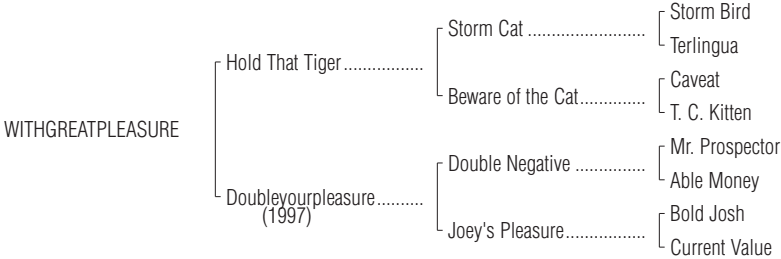 Storm Bird
Storm Cat ........................
Terlingua
Hold That Tiger ................
Caveat
Beware of the Cat..............
T. C. Kitten
WITHGREATPLEASURE
Mr. Prospector
Double Negative ...............
Able Money
Doubleyourpleasure..........
(1997)
Bold Josh
Joey's Pleasure.................
Current Value